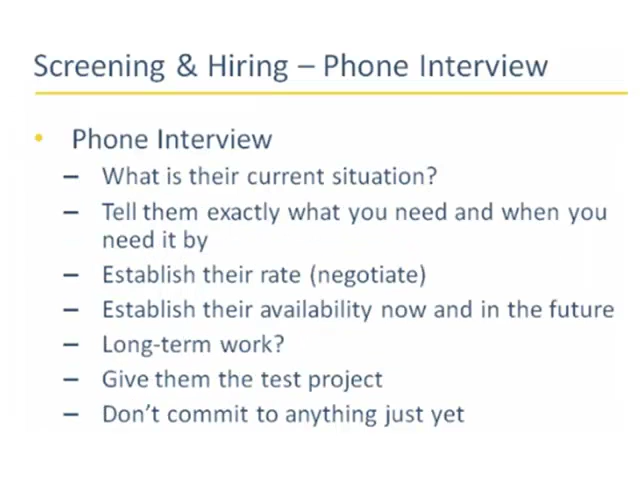 Screening & Hiring – Phone Interview
• Phone Interview
– What is their current situation?
– Tell them exactly what you need and when you
need it by
– Establish their rate (negotiate)
– Establish their availability now and in the future
– Long-term work?
– Give them the test project
– Don’t commit to anything just yet